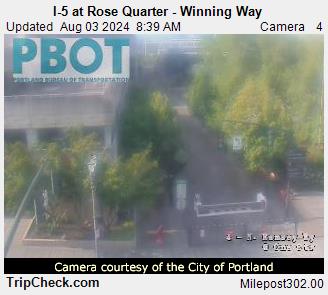 I-5 at Rose Quarter - Winning Way
Updated Aug 03 2024 8:39 AM Camera 4
PBOT
PORTLAND BUREAU OF TRANSPORTATION
Camera courtesy of the City of Portland
TripCheck.com Milepost302.00